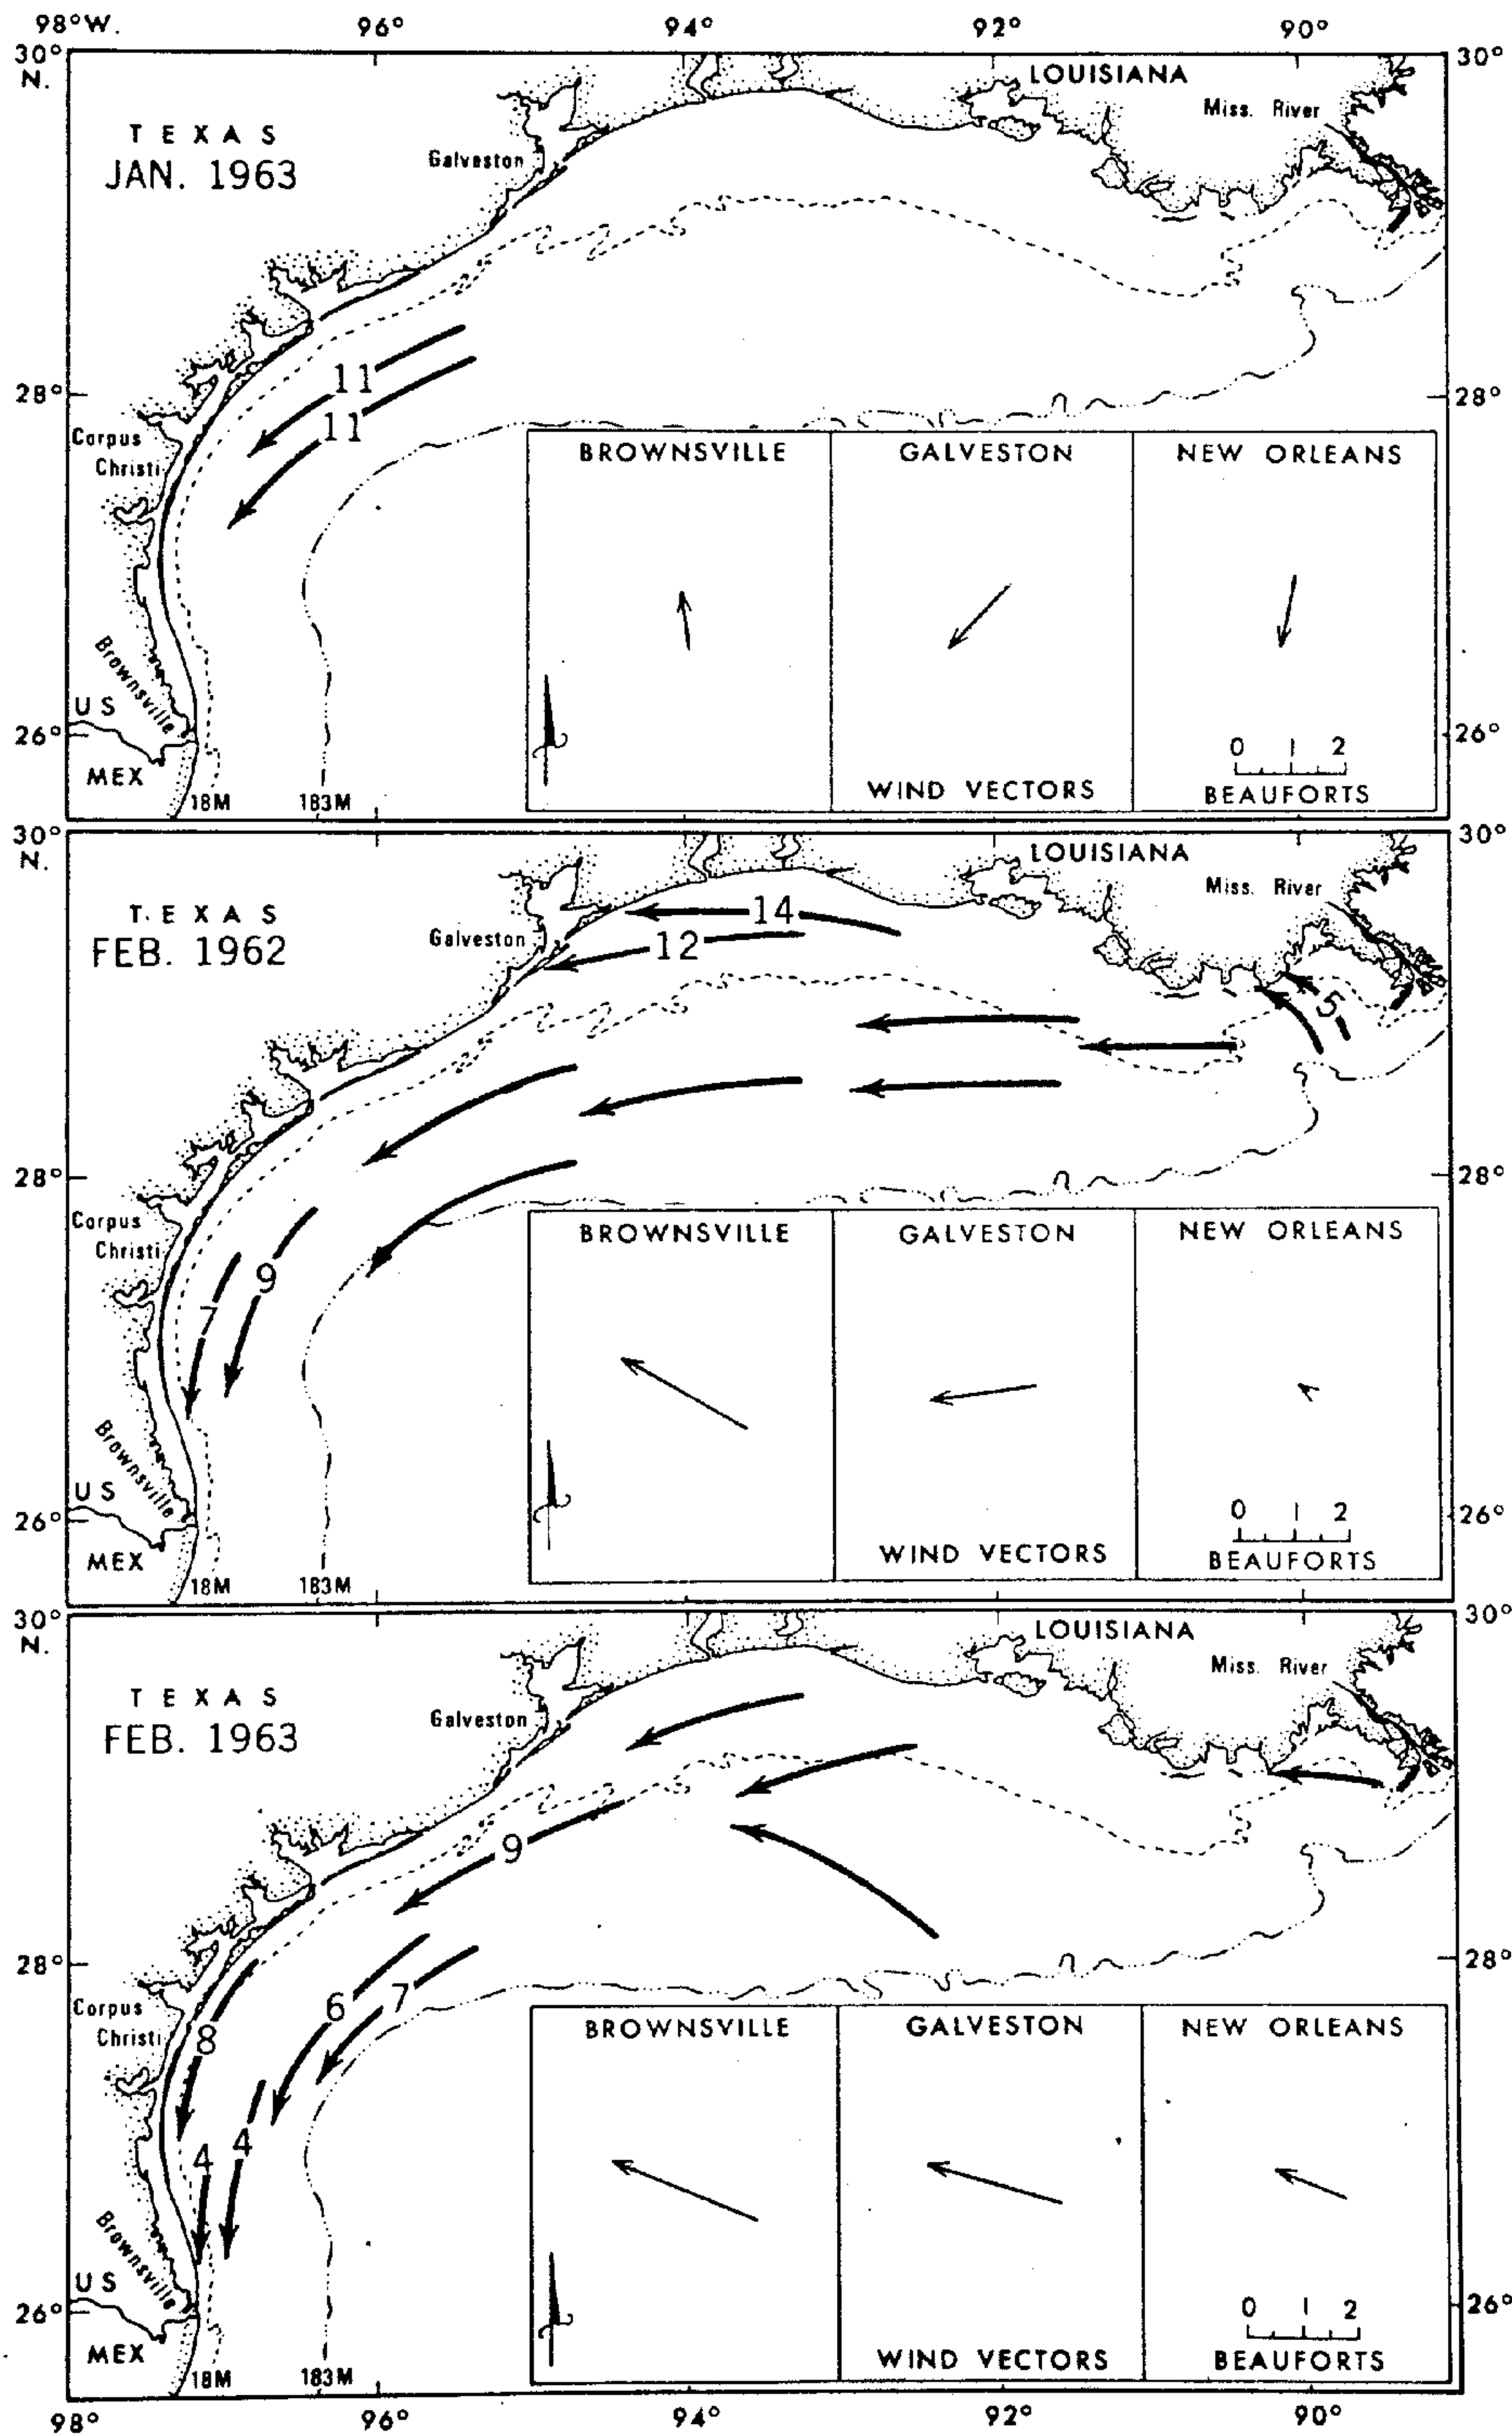 98°W. 96° 94° 92° 90°
30° N. LOUISIANA 30°
Miss. River
TEXAS
JAN. 1963
Galveston
11
28° 28°
11
Corpus
Christi
BROWNSVILLE GALVESTON NEW ORLEANS
Brownsville
US
26° 0 1 2 26°
MEX
WIND VECTORS BEAUFORTS
18M 183M
30° N. LOUISIANA 30°
Miss. River
TEXAS
FEB. 1962
Galveston
14
12
5
28° 28°
Corpus
Christi
BROWNSVILLE GALVESTON NEW ORLEANS
9
7
Brownsville
US
26° 0 1 2 26°
MEX
WIND VECTORS BEAUFORTS
18M 183M
30° N. LOUISIANA 30°
Miss. River
TEXAS
FEB. 1963
Galveston
9
28° 28°
6 7
Corpus
Christi
8
BROWNSVILLE GALVESTON NEW ORLEANS
4 4
Brownsville
US
26° 0 1 2 26°
MEX
WIND VECTORS BEAUFORTS
18M 183M
98° 96° 94° 92° 90°